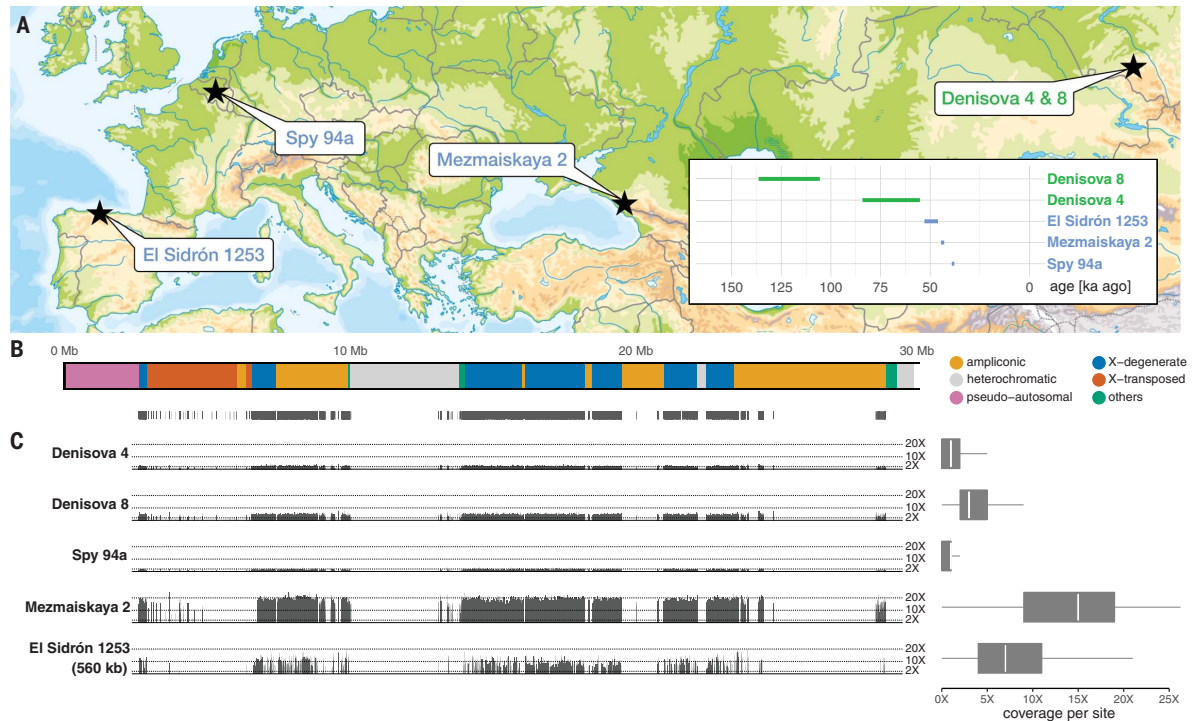 A
Spy 94a
Mezmaiskaya 2
El Sidrón 1253
Denisova 4 & 8
Denisova 8
Denisova 4
El Sidrón 1253
Mezmaiskaya 2
Spy 94a
150 100 75 50 0 age [ka ago]
B
0 Mb 10 Mb 20 Mb 30 Mb
ampliconic X−degenerate
heterochromatic X−transposed
pseudo−autosomal others
C
Denisova 4
20X
10X
2X
Denisova 8
20X
10X
2X
Spy 94a
20X
10X
2X
Mezmaiskaya 2
20X
10X
2X
El Sidrón 1253
(560 kb)
20X
10X
2X
0X 5X 10X 15X 20X 25X
coverage per site